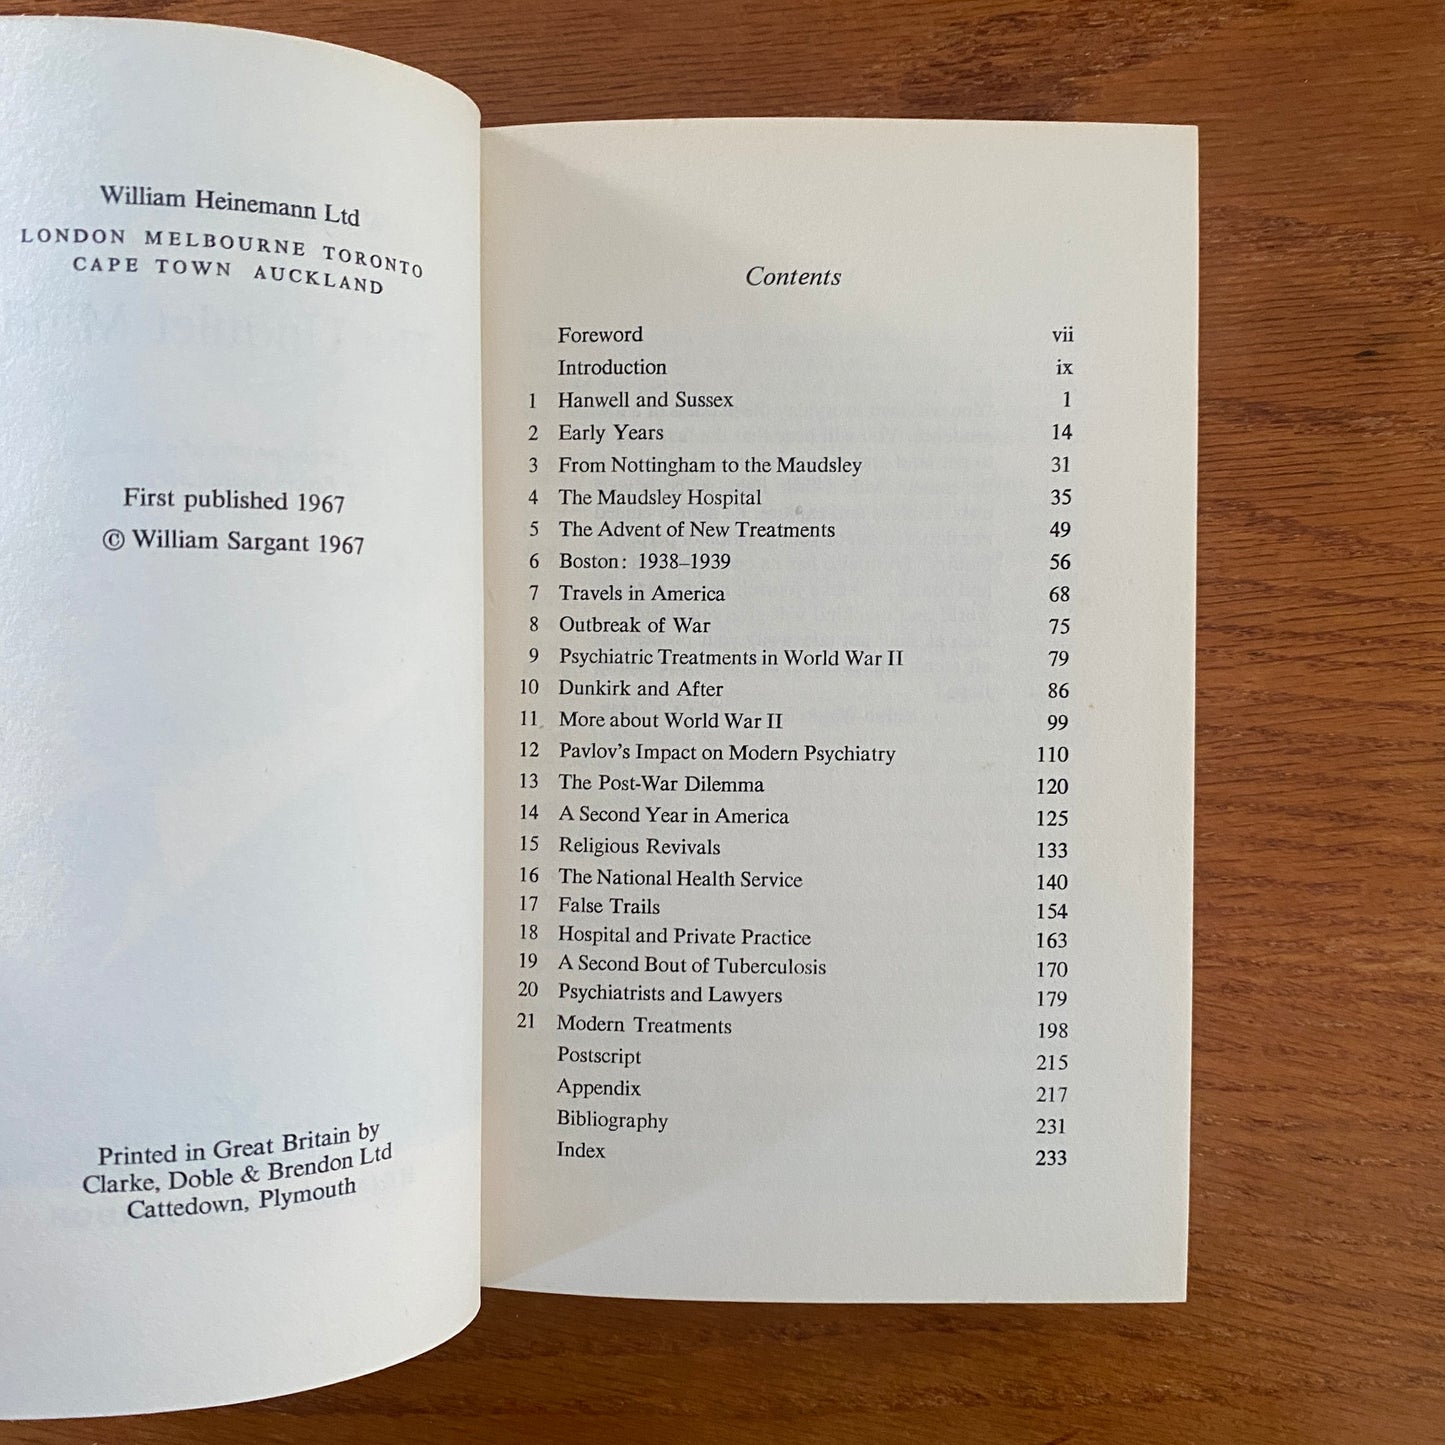 William Heinemann Ltd
LONDON MELBOURNE TORONTO
CAPE TOWN AUCKLAND
First published 1967
© William Sargant 1967
Printed in Great Britain by
Clarke, Doble & Brendon Ltd
Cattedown, Plymouth
Contents
Foreword vii
Introduction ix
1 Hanwell and Sussex 1
2 Early Years 14
3 From Nottingham to the Maudsley 31
4 The Maudsley Hospital 35
5 The Advent of New Treatments 49
6 Boston: 1938–1939 56
7 Travels in America 68
8 Outbreak of War 75
9 Psychiatric Treatments in World War II 79
10 Dunkirk and After 86
11 More about World War II 99
12 Pavlov's Impact on Modern Psychiatry 110
13 The Post-War Dilemma 120
14 A Second Year in America 125
15 Religious Revivals 133
16 The National Health Service 140
17 False Trails 154
18 Hospital and Private Practice 163
19 A Second Bout of Tuberculosis 170
20 Psychiatrists and Lawyers 179
21 Modern Treatments 198
Postscript 215
Appendix 217
Bibliography 231
Index 233